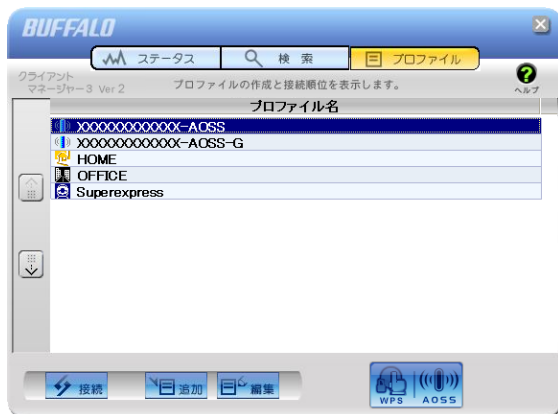 BUFFALO
ステータス
検 索
プロファイル
クライアント
マネージャー3 Ver 2
プロファイルの作成と接続順位を表示します。
ヘルプ
プロファイル名
XXXXXXXXXXXX-AOSS
XXXXXXXXXXXX-AOSS-G
HOME
OFFICE
Superexpress
接続
追加
編集
WPS
AOSS